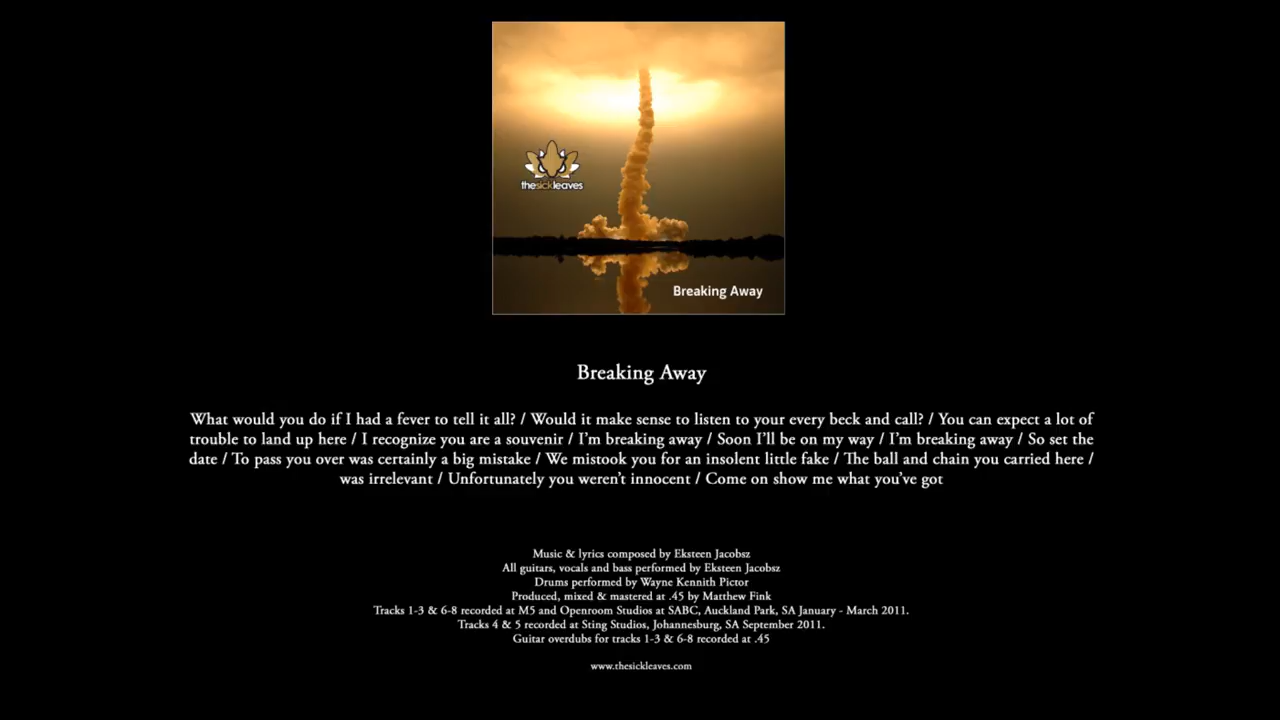 thesickleaves
Breaking Away
Breaking Away
What would you do if I had a fever to tell it all? / Would it make sense to listen to your every beck and call? / You can expect a lot of
trouble to land up here / I recognize you are a souvenir / I'm breaking away / Soon I'll be on my way / I'm breaking away / So set the
date / To pass you over was certainly a big mistake / We mistook you for an insolent little fake / The ball and chain you carried here /
was irrelevant / Unfortunately you weren't innocent / Come on show me what you've got
Music & lyrics composed by Eksteen Jacobsz
All guitars, vocals and bass performed by Eksteen Jacobsz
Drums performed by Wayne Kennith Pictor
Produced, mixed & mastered at .45 by Matthew Fink
Tracks 1-3 & 6-8 recorded at M5 and Openroom Studios at SABC, Auckland Park, SA January - March 2011.
Tracks 4 & 5 recorded at Sting Studios, Johannesburg, SA September 2011.
Guitar overdubs for tracks 1-3 & 6-8 recorded at .45
www.thesickleaves.com